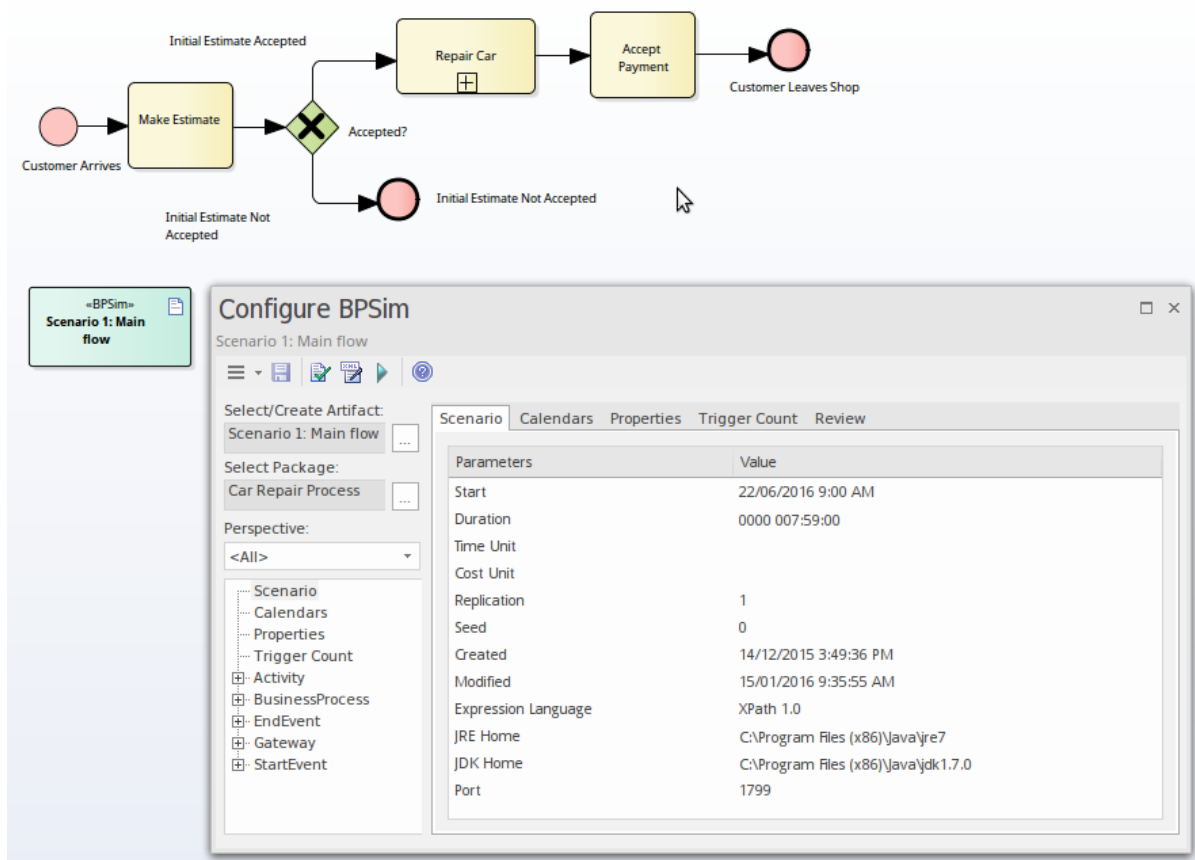 Initial Estimate Accepted
Repair Car
Accept
Payment
Customer Leaves Shop
Make Estimate
Accepted?
Customer Arrives
Initial Estimate Not Accepted
Initial Estimate Not
Accepted
«BPSim»
Scenario 1: Main
flow
Configure BPSim
Scenario 1: Main flow
Select/Create Artifact:
Scenario 1: Main flow
...
Select Package:
Car Repair Process
...
Perspective:
<All>
Scenario
Calendars
Properties
Trigger Count
Activity
BusinessProcess
EndEvent
Gateway
StartEvent
Scenario Calendars Properties Trigger Count Review
Parameters Value
Start 22/06/2016 9:00 AM
Duration 0000 007:59:00
Time Unit
Cost Unit
Replication 1
Seed 0
Created 14/12/2015 3:49:36 PM
Modified 15/01/2016 9:35:55 AM
Expression Language XPath 1.0
JRE Home C:\Program Files (x86)\Java\jre7
JDK Home C:\Program Files (x86)\Java\jdk1.7.0
Port 1799